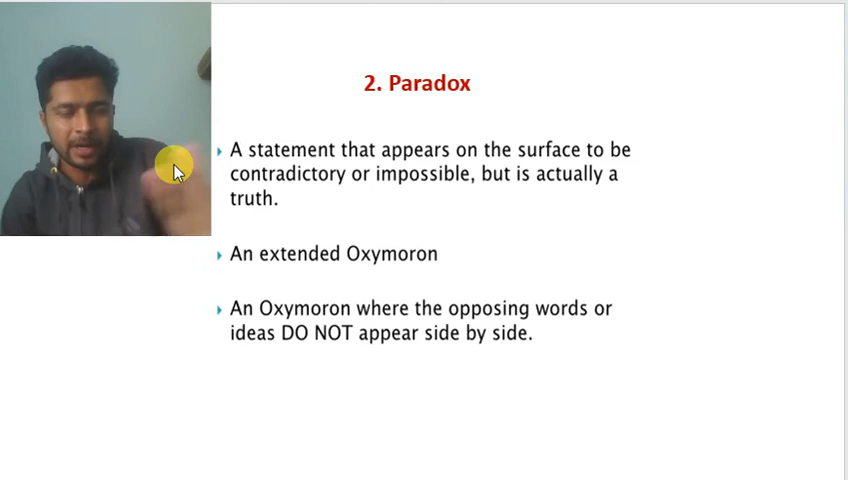 2. Paradox
A statement that appears on the surface to be
contradictory or impossible, but is actually a
truth.
An extended Oxymoron
An Oxymoron where the opposing words or
ideas DO NOT appear side by side.